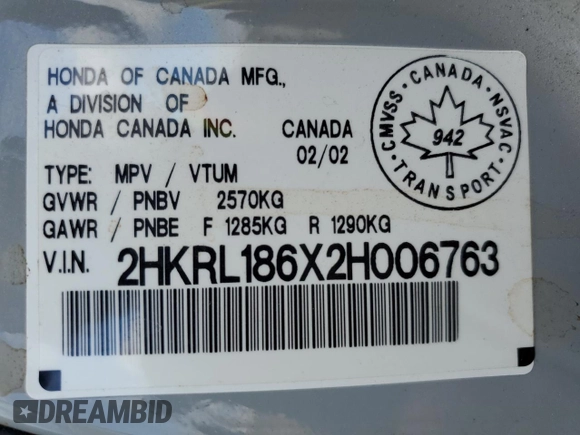 HONDA OF CANADA MFG.,
A DIVISION OF
HONDA CANADA INC. CANADA
02/02
TYPE: MPV / VTUM
GVWR / PNBV 2570KG
GAWR / PNBE F 1285KG R 1290KG
V.I.N. 2HKRL186X2H006763
CMVSS · CANADA · NSVAC · TRANSPORT ·
942
DREAMBID